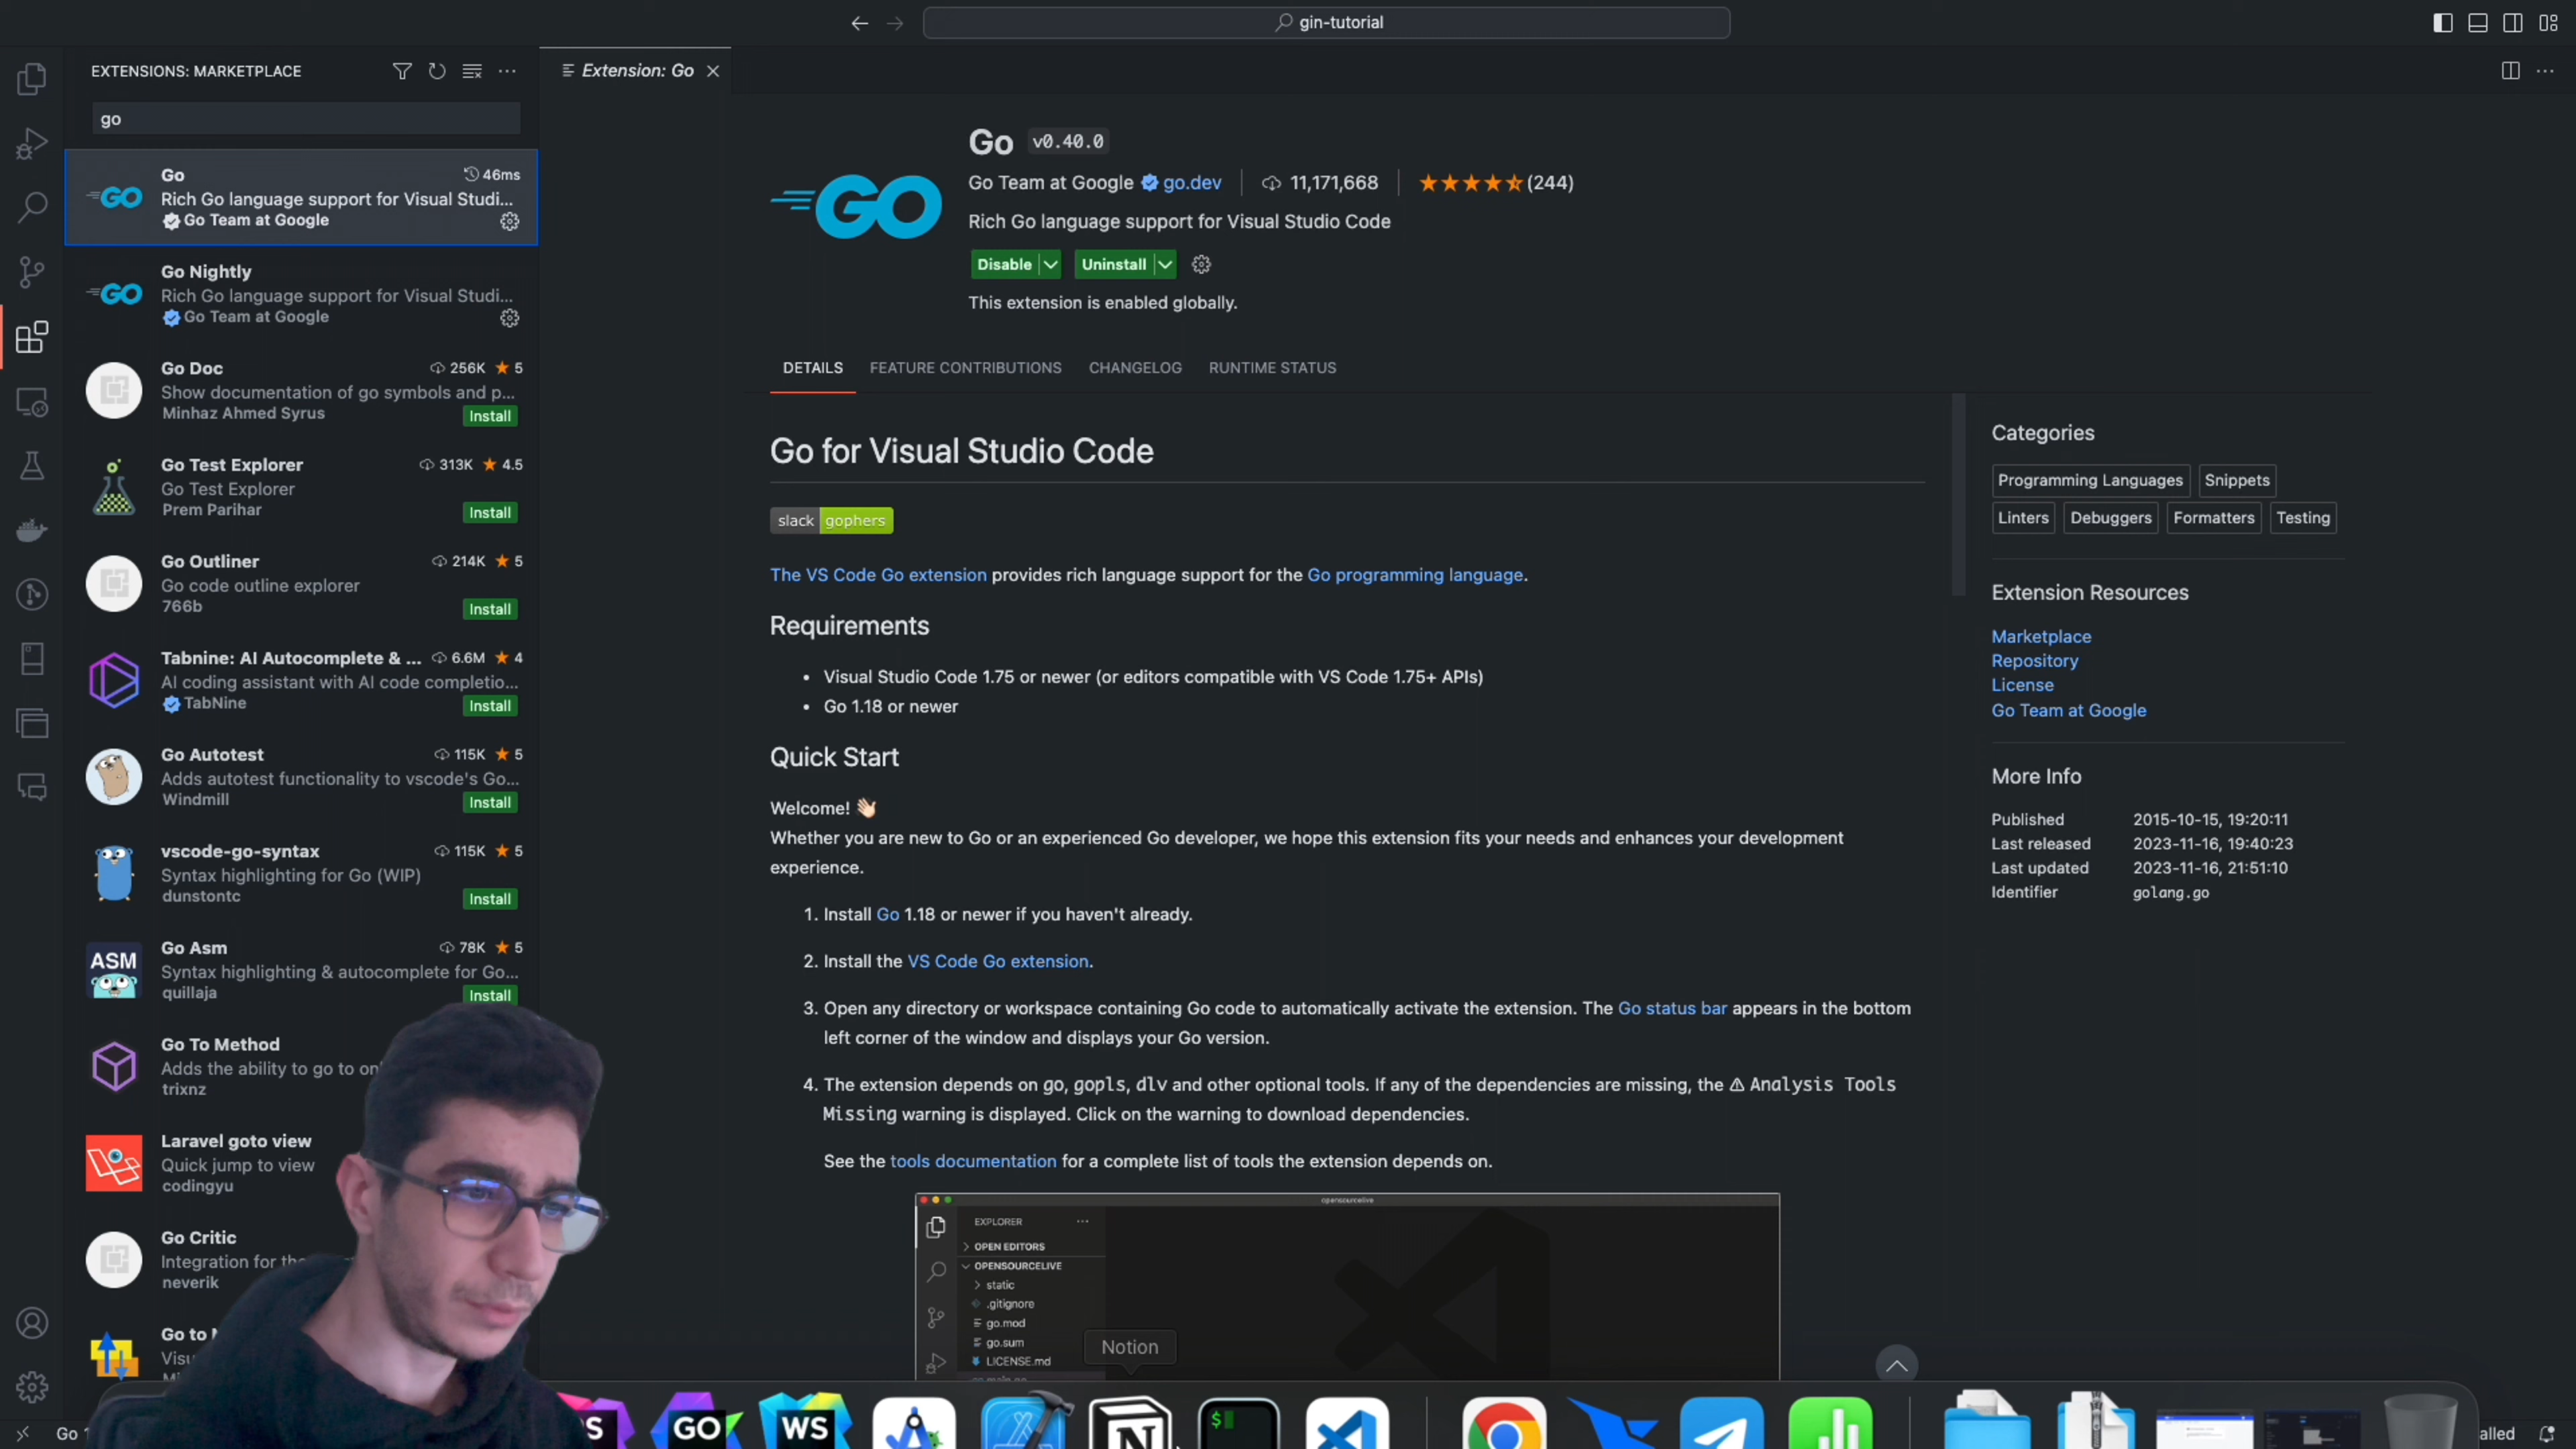 gin-tutorial
EXTENSIONS: MARKETPLACE
go
Go
46ms
Rich Go language support for Visual Studi...
Go Team at Google
Go Nightly
Rich Go language support for Visual Studi...
Go Team at Google
Go Doc
256K ★ 5
Show documentation of go symbols and p...
Minhaz Ahmed Syrus
Install
Go Test Explorer
313K ★ 4.5
Go Test Explorer
Prem Parihar
Install
Go Outliner
214K ★ 5
Go code outline explorer
766b
Install
Tabnine: AI Autocomplete & ...
6.6M ★ 4
AI coding assistant with AI code completio...
TabNine
Install
Go Autotest
115K ★ 5
Adds autotest functionality to vscode's Go...
Windmill
Install
vscode-go-syntax
115K ★ 5
Syntax highlighting for Go (WIP)
dunstontc
Install
ASM
Go Asm
78K ★ 5
Syntax highlighting & autocomplete for Go...
quillaja
Install
Go To Method
Adds the ability to go to
trixnz
Laravel goto view
Quick jump to view
codingyu
Go Critic
Integration for the
neverik
Go to
Extension: Go
GO
Go v0.40.0
Go Team at Google go.dev
11,171,668
★★★★★(244)
Rich Go language support for Visual Studio Code
Disable
Uninstall
This extension is enabled globally.
DETAILS
FEATURE CONTRIBUTIONS
CHANGELOG
RUNTIME STATUS
Go for Visual Studio Code
slack gophers
The VS Code Go extension provides rich language support for the Go programming language.
Requirements
• Visual Studio Code 1.75 or newer (or editors compatible with VS Code 1.75+ APIs)
• Go 1.18 or newer
Quick Start
Welcome! 👋🏻
Whether you are new to Go or an experienced Go developer, we hope this extension fits your needs and enhances your development
experience.
1. Install Go 1.18 or newer if you haven't already.
2. Install the VS Code Go extension.
3. Open any directory or workspace containing Go code to automatically activate the extension. The Go status bar appears in the bottom
left corner of the window and displays your Go version.
4. The extension depends on go, gopls, dlv and other optional tools. If any of the dependencies are missing, the ⚠ Analysis Tools
Missing warning is displayed. Click on the warning to download dependencies.
See the tools documentation for a complete list of tools the extension depends on.
opensourcelive
EXPLORER
OPEN EDITORS
OPENSOURCELIVE
static
.gitignore
go.mod
go.sum
LICENSE.md
main.go
Categories
Programming Languages
Snippets
Linters
Debuggers
Formatters
Testing
Extension Resources
Marketplace
Repository
License
Go Team at Google
More Info
Published 2015-10-15, 19:20:11
Last released 2023-11-16, 19:40:23
Last updated 2023-11-16, 21:51:10
Identifier golang.go
Notion
GO
WS
Go